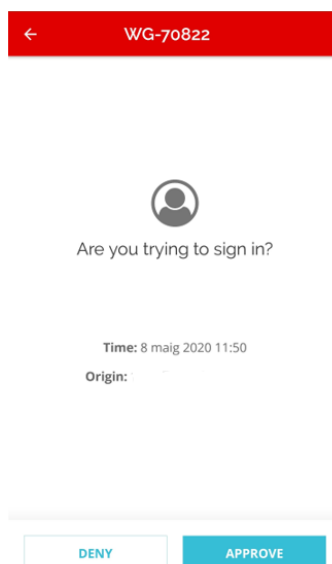 WG-70822
Are you trying to sign in?
Time: 8 maig 2020 11:50
Origin:
DENY
APPROVE